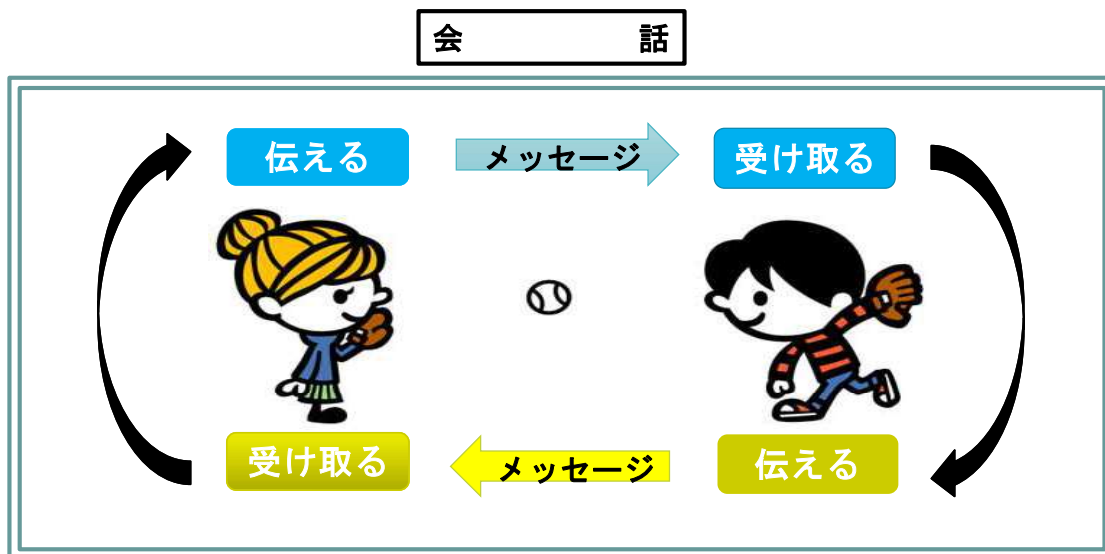 会　話
伝える
メッセージ
受け取る
受け取る
メッセージ
伝える